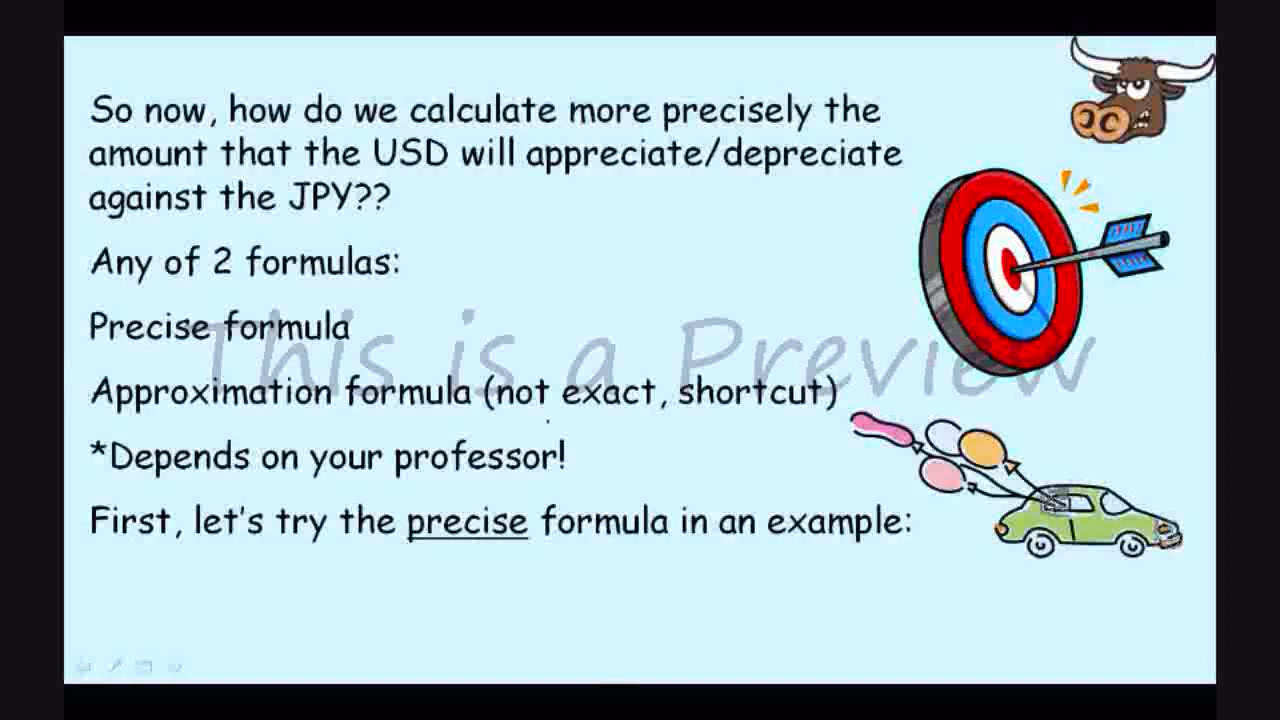 So now, how do we calculate more precisely the
amount that the USD will appreciate/depreciate
against the JPY??
Any of 2 formulas:
Precise formula
This is a Preview
Approximation formula (not exact, shortcut)
*Depends on your professor!
First, let's try the precise formula in an example: